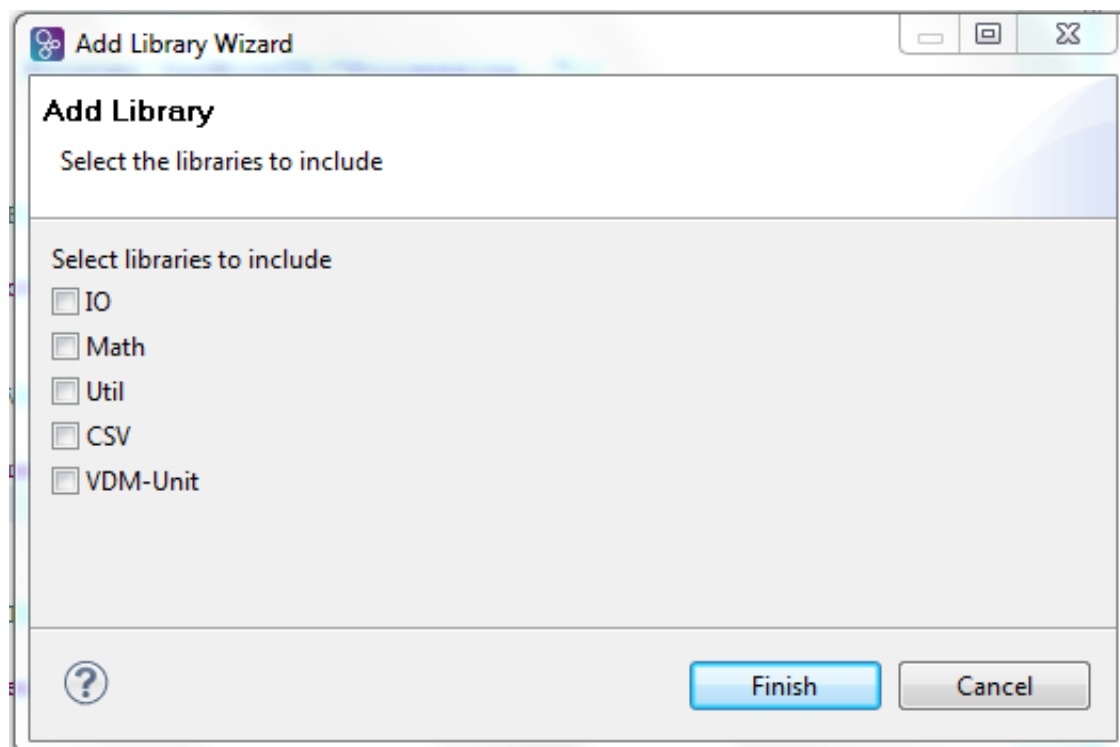 Add Library Wizard
Add Library
Select the libraries to include
Select libraries to include
IO
Math
Util
CSV
VDM-Unit
Finish
Cancel